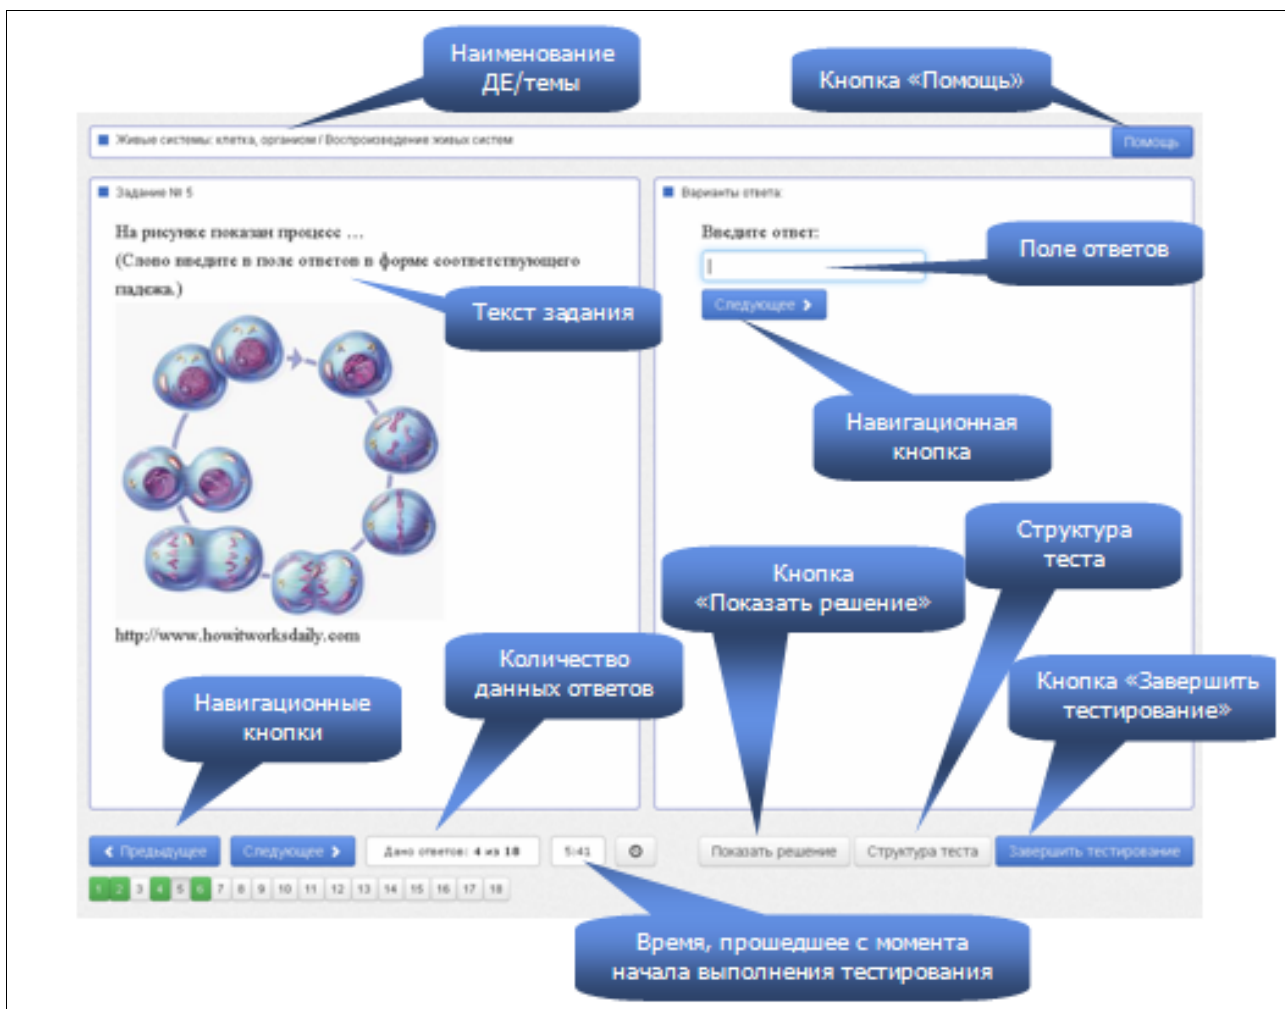 Наименование
ДЕ/темы
Кнопка «Помощь»
Живые системы: клетка, организм / Воспроизведение живых систем
Помощь
Задание № 5
Варианты ответа:
На рисунке показан процесс …
(Слово введите в поле ответов в форме соответствующего
падежа.)
Введите ответ:
Поле ответов
Следующее
Текст задания
Навигационная
кнопка
Структура
теста
Кнопка
«Показать решение»
http://www.howitworksdaily.com
Количество
данных ответов
Кнопка «Завершить
тестирование»
Навигационные
кнопки
Предыдущее
Следующее
Дано ответов: 4 из 18
5:41
Показать решение
Структура теста
Завершить тестирование
1 2 3 4 5 6 7 8 9 10 11 12 13 14 15 16 17 18
Время, прошедшее с момента
начала выполнения тестирования